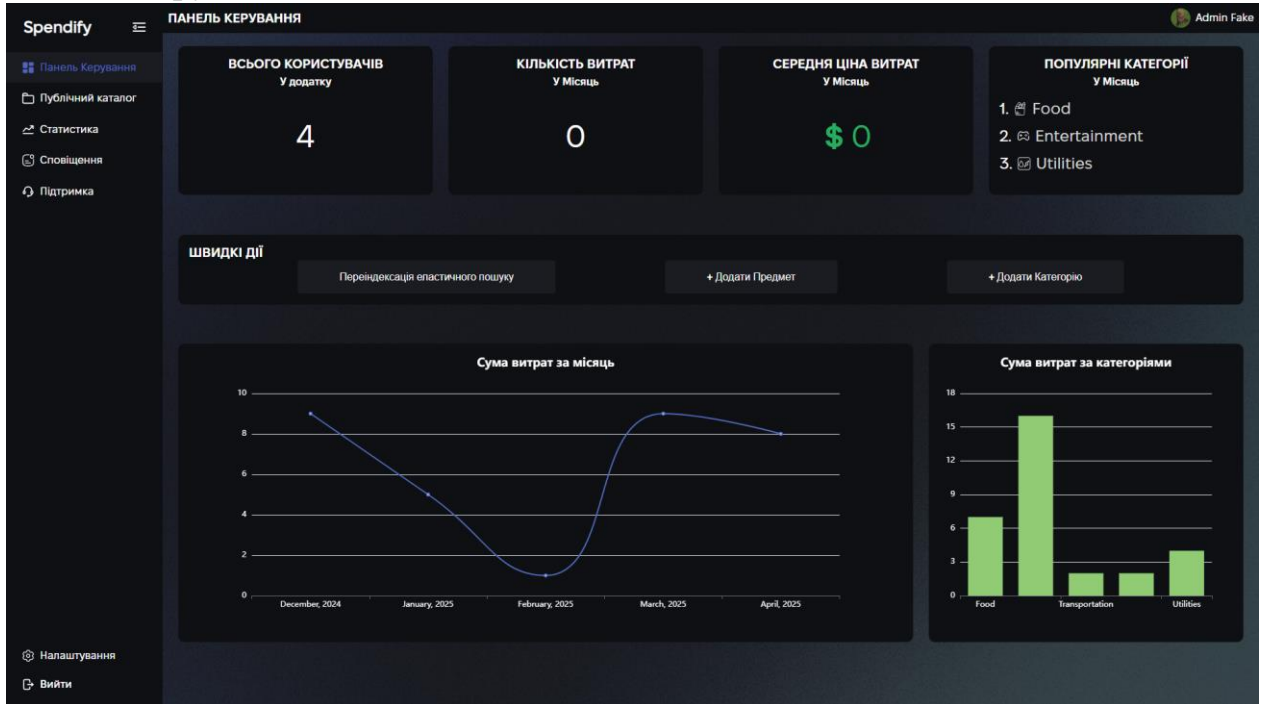 Spendify
ПАНЕЛЬ КЕРУВАННЯ
Admin Fake
Панель Керування
Публічний каталог
Статистика
Сповіщення
Підтримка
Налаштування
Вийти
ВСЬОГО КОРИСТУВАЧІВ
У додатку
4
КІЛЬКІСТЬ ВИТРАТ
У Місяць
0
СЕРЕДНЯ ЦІНА ВИТРАТ
У Місяць
$ 0
ПОПУЛЯРНІ КАТЕГОРІЇ
У Місяць
1. Food
2. Entertainment
3. Utilities
ШВИДКІ ДІЇ
Переіндексація еластичного пошуку
+ Додати Предмет
+ Додати Категорію
Сума витрат за місяць
10
8
6
4
2
0
December, 2024
January, 2025
February, 2025
March, 2025
April, 2025
Сума витрат за категоріями
18
15
12
9
6
3
0
Food
Transportation
Utilities